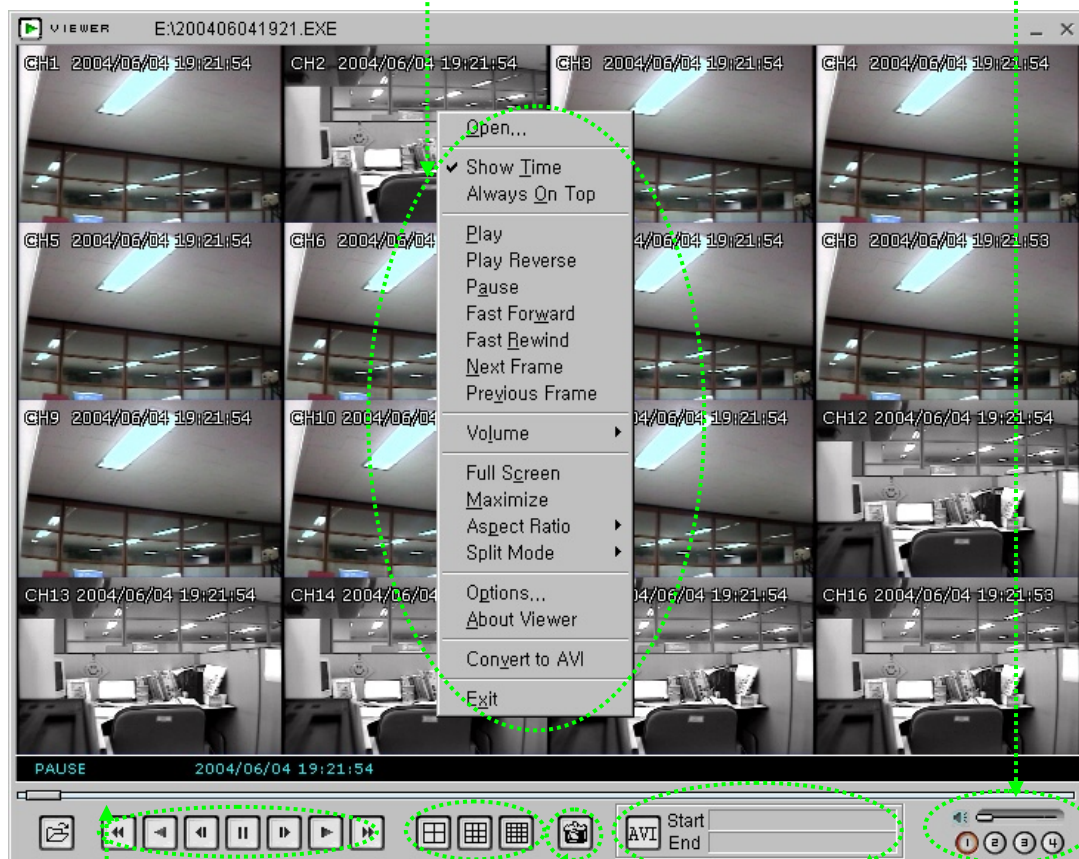 VIEWER E:\200406041921.EXE
CH1 2004/06/04 19:21:54
CH2 2004/06/04 19:21:54
CH3 2004/06/04 19:21:54
CH4 2004/06/04 19:21:54
Open...
Show Time
Always On Top
Play
Play Reverse
Pause
Fast Forward
Fast Rewind
Next Frame
Previous Frame
Volume
Full Screen
Maximize
Aspect Ratio
Split Mode
Options...
About Viewer
Convert to AVI
Exit
CH5 2004/06/04 19:21:54
CH6 2004/06/04
4/06/04 19:21:54
CH8 2004/06/04 19:21:53
CH9 2004/06/04 19:21:54
CH10 2004/06/04
04/06/04 19:21:54
CH12 2004/06/04 19:21:54
CH13 2004/06/04 19:21:54
CH14 2004/06/04
04/06/04 19:21:54
CH16 2004/06/04 19:21:53
PAUSE 2004/06/04 19:21:54
AVI
Start
End
1 2 3 4